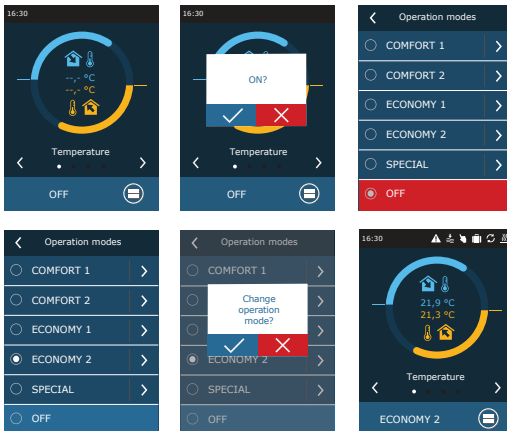 16:30
--,- °C
--,- °C
Temperature
OFF
16:30
ON?
Temperature
OFF
Operation modes
COMFORT 1
COMFORT 2
ECONOMY 1
ECONOMY 2
SPECIAL
OFF
Operation modes
COMFORT 1
COMFORT 2
ECONOMY 1
ECONOMY 2
SPECIAL
OFF
Operation modes
COMFORT 1
Change
operation
mode?
ECONOMY 2
SPECIAL
OFF
16:30
21,9 °C
21,3 °C
Temperature
ECONOMY 2